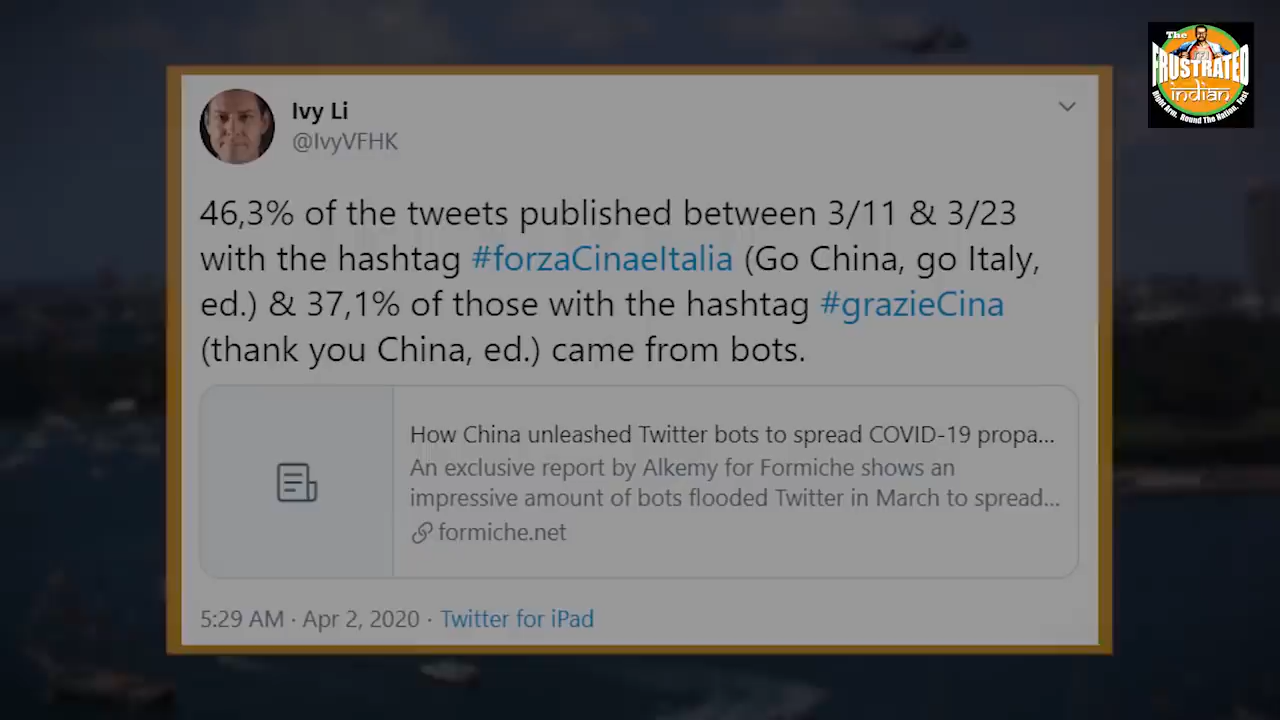 The
FRUSTRATED
indian
Right Arm, Round The Nation, Fast
Ivy Li
@IvyVFHK
46,3% of the tweets published between 3/11 & 3/23
with the hashtag #forzaCinaeItalia (Go China, go Italy,
ed.) & 37,1% of those with the hashtag #grazieCina
(thank you China, ed.) came from bots.
How China unleashed Twitter bots to spread COVID-19 propa...
An exclusive report by Alkemy for Formiche shows an
impressive amount of bots flooded Twitter in March to spread...
formiche.net
5:29 AM · Apr 2, 2020 · Twitter for iPad